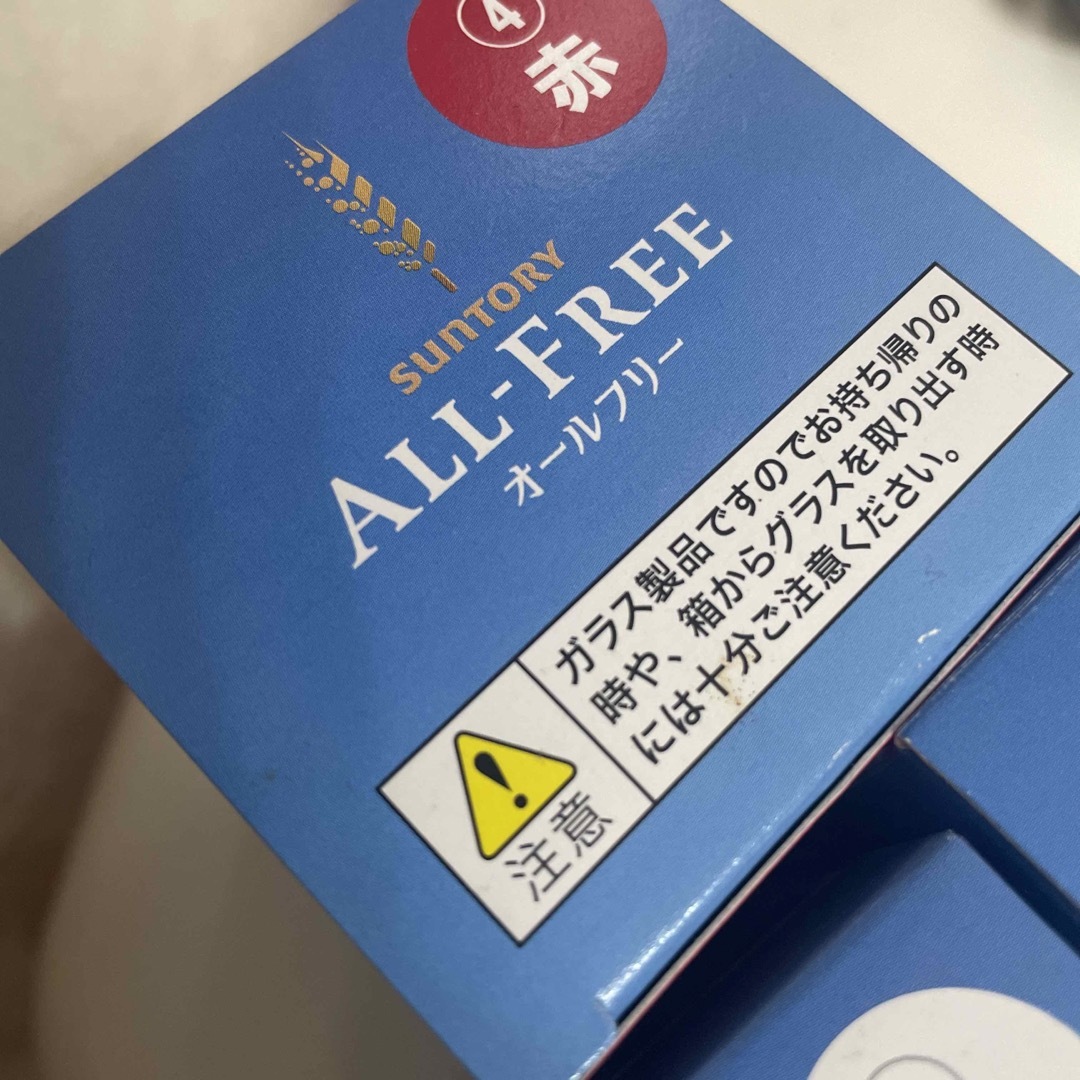 ④
赤
SUNTORY
ALL-FREE
オールフリー
注意
ガラス製品ですのでお持ち帰りの
時や、箱からグラスを取り出す時
には十分ご注意ください。